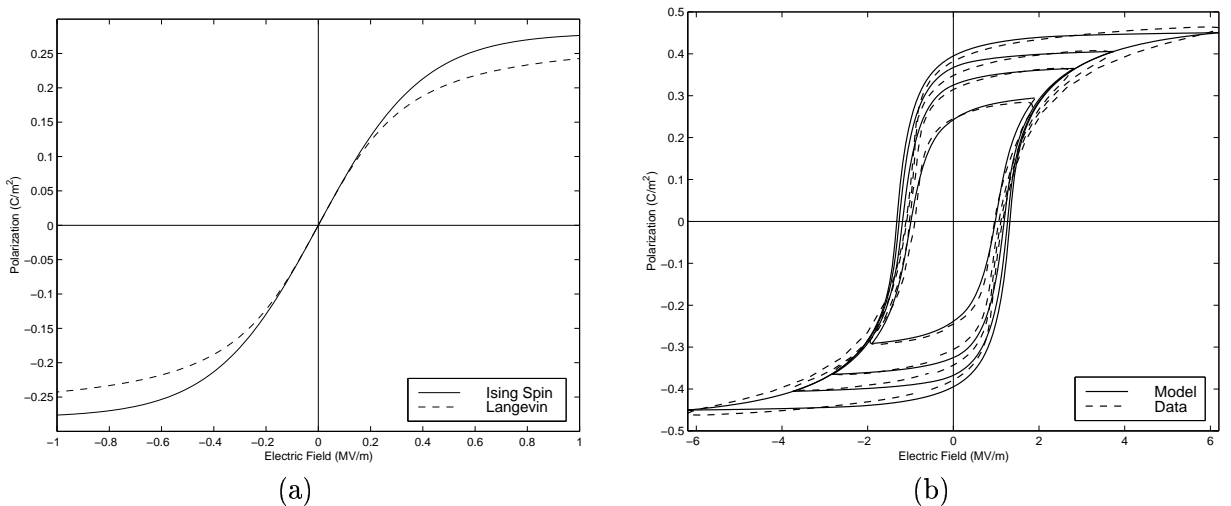 0.25
0.2
0.15
0.1
0.05
0
−0.05
−0.1
−0.15
−0.2
−0.25
Polarization (C/m²)
−1 −0.8 −0.6 −0.4 −0.2 0 0.2 0.4 0.6 0.8 1
Electric Field (MV/m)
Ising Spin
Langevin
(a)
0.5
0.4
0.3
0.2
0.1
0
−0.1
−0.2
−0.3
−0.4
−0.5
Polarization (C/m²)
−6 −4 −2 0 2 4 6
Electric Field (MV/m)
Model
Data
(b)